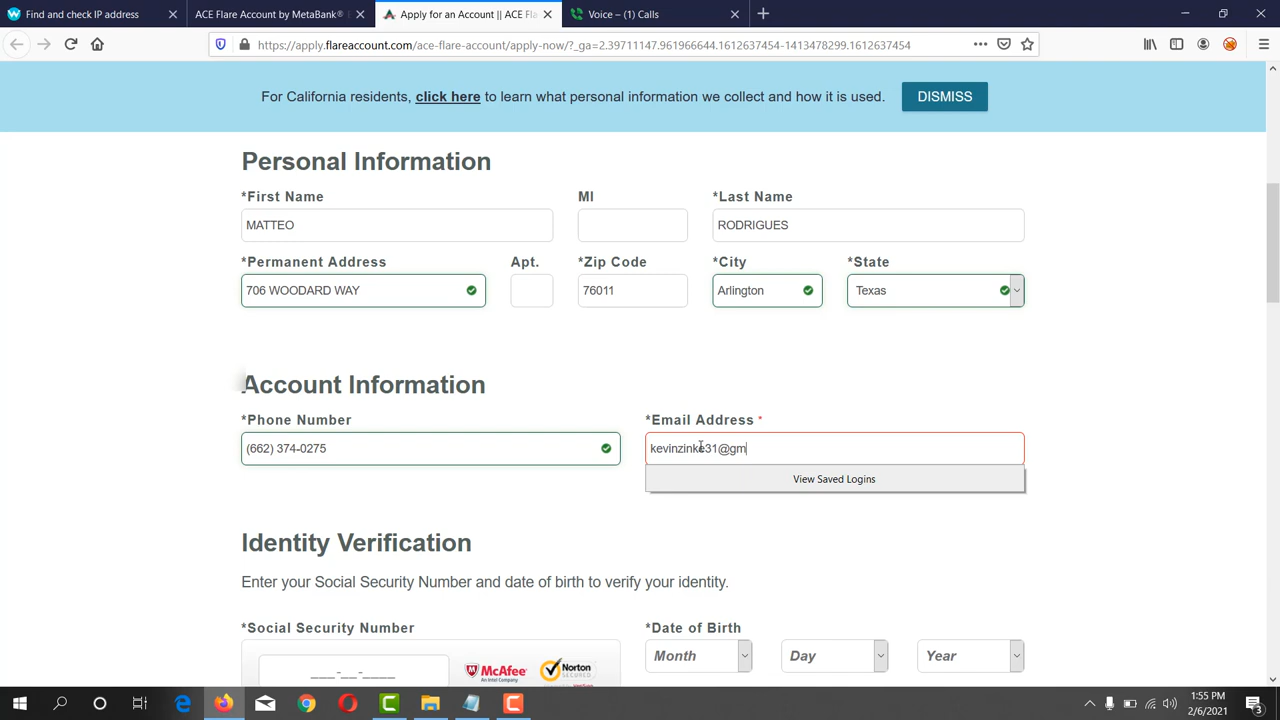 Find and check IP address
ACE Flare Account by MetaBank®
Apply for an Account || ACE Fla
Voice – (1) Calls
https://apply.flareaccount.com/ace-flare-account/apply-now/?_ga=2.39711147.961966644.1612637454-1413478299.1612637454
For California residents, click here to learn what personal information we collect and how it is used.
DISMISS
Personal Information
*First Name MI *Last Name
MATTEO RODRIGUES
*Permanent Address Apt. *Zip Code *City *State
706 WOODARD WAY 76011 Arlington Texas
Account Information
*Phone Number *Email Address *
(662) 374-0275 kevinzinke31@gm
View Saved Logins
Identity Verification
Enter your Social Security Number and date of birth to verify your identity.
*Social Security Number *Date of Birth
___-__-____ McAfee Norton Month Day Year
1:55 PM
2/6/2021
3